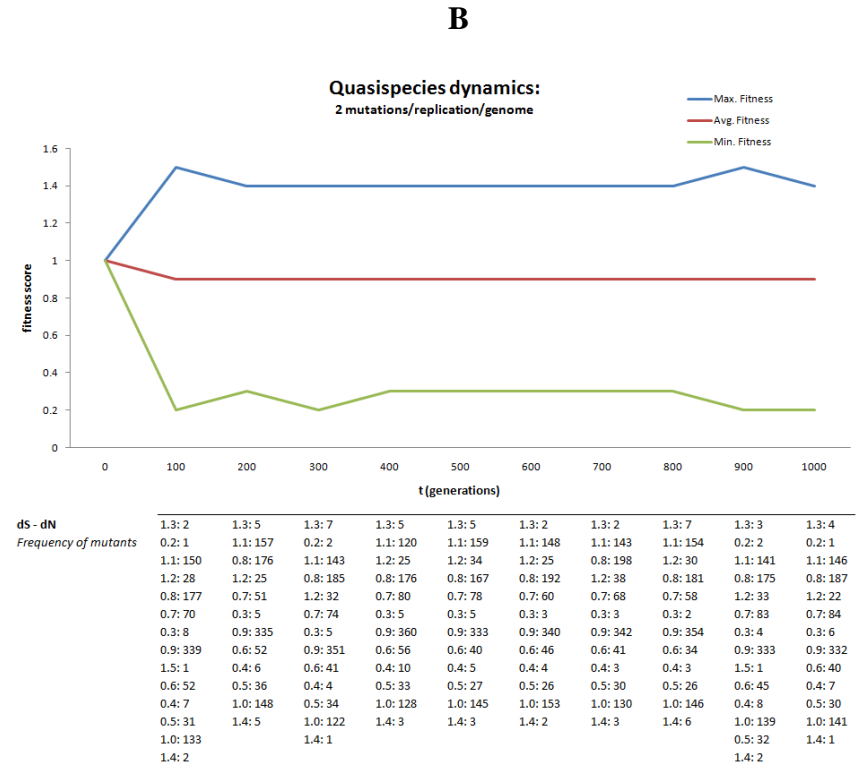 B
Quasispecies dynamics:
2 mutations/replication/genome
Max. Fitness
Avg. Fitness
Min. Fitness
1.6
1.4
1.2
1
0.8
0.6
0.4
0.2
0
fitness score
0 100 200 300 400 500 600 700 800 900 1000
t (generations)
dS - dN 1.3: 2 1.3: 5 1.3: 7 1.3: 5 1.3: 5 1.3: 2 1.3: 2 1.3: 7 1.3: 3 1.3: 4
Frequency of mutants 0.2: 1 1.1: 157 0.2: 2 1.1: 120 1.1: 159 1.1: 148 1.1: 143 1.1: 154 0.2: 2 0.2: 1
1.1: 150 0.8: 176 1.1: 143 1.2: 25 1.2: 34 1.2: 25 0.8: 198 1.2: 30 1.1: 141 1.1: 146
1.2: 28 1.2: 25 0.8: 185 0.8: 176 0.8: 167 0.8: 192 1.2: 38 0.8: 181 0.8: 175 0.8: 187
0.8: 177 0.7: 51 1.2: 32 0.7: 80 0.7: 78 0.7: 60 0.7: 68 0.7: 58 1.2: 33 1.2: 22
0.7: 70 0.3: 5 0.7: 74 0.3: 5 0.3: 5 0.3: 3 0.3: 3 0.3: 2 0.7: 83 0.7: 84
0.3: 8 0.9: 335 0.3: 5 0.9: 360 0.9: 333 0.9: 340 0.9: 342 0.9: 354 0.3: 4 0.3: 6
0.9: 339 0.6: 52 0.9: 351 0.6: 56 0.6: 40 0.6: 46 0.6: 41 0.6: 34 0.9: 333 0.9: 332
1.5: 1 0.4: 6 0.6: 41 0.4: 10 0.4: 5 0.4: 4 0.4: 3 0.4: 3 1.5: 1 0.6: 40
0.6: 52 0.5: 36 0.4: 4 0.5: 33 0.5: 27 0.5: 26 0.5: 30 0.5: 26 0.6: 45 0.4: 7
0.4: 7 1.0: 148 0.5: 34 1.0: 128 1.0: 145 1.0: 153 1.0: 130 1.0: 146 0.4: 8 0.5: 30
0.5: 31 1.4: 5 1.0: 122 1.4: 3 1.4: 3 1.4: 2 1.4: 3 1.4: 6 1.0: 139 1.0: 141
1.0: 133 1.4: 1 0.5: 32 1.4: 1
1.4: 2 1.4: 2